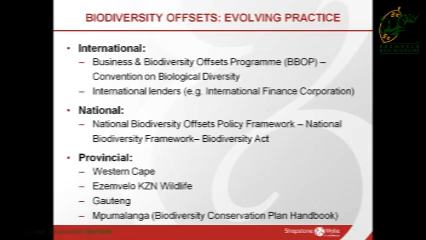 BIODIVERSITY OFFSETS: EVOLVING PRACTICE
• International:
– Business & Biodiversity Offsets Programme (BBOP) –
Convention on Biological Diversity
– International lenders (e.g. International Finance Corporation)
• National:
– National Biodiversity Offsets Policy Framework – National
Biodiversity Framework– Biodiversity Act
• Provincial:
– Western Cape
– Ezemvelo KZN Wildlife
– Gauteng
– Mpumalanga (Biodiversity Conservation Plan Handbook)
Shepstone Wylie